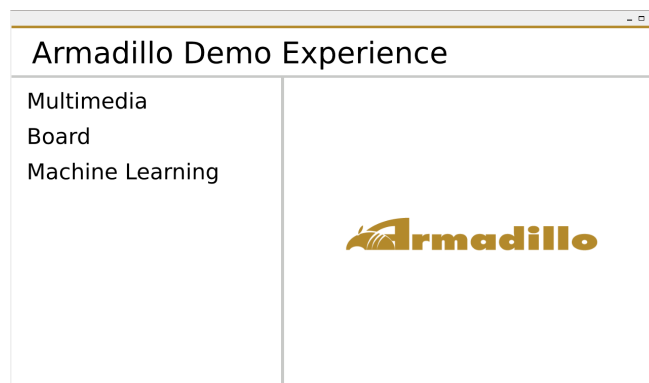 Armadillo Demo Experience
Multimedia
Board
Machine Learning
Armadillo